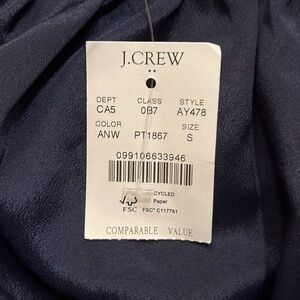 J.CREW
DEPT CLASS STYLE
CA5 0B7 AY478
COLOR SIZE
ANW PT1867 S
099106633946
CYCLED
Paper
FSC FSC® C117761
COMPARABLE VALUE